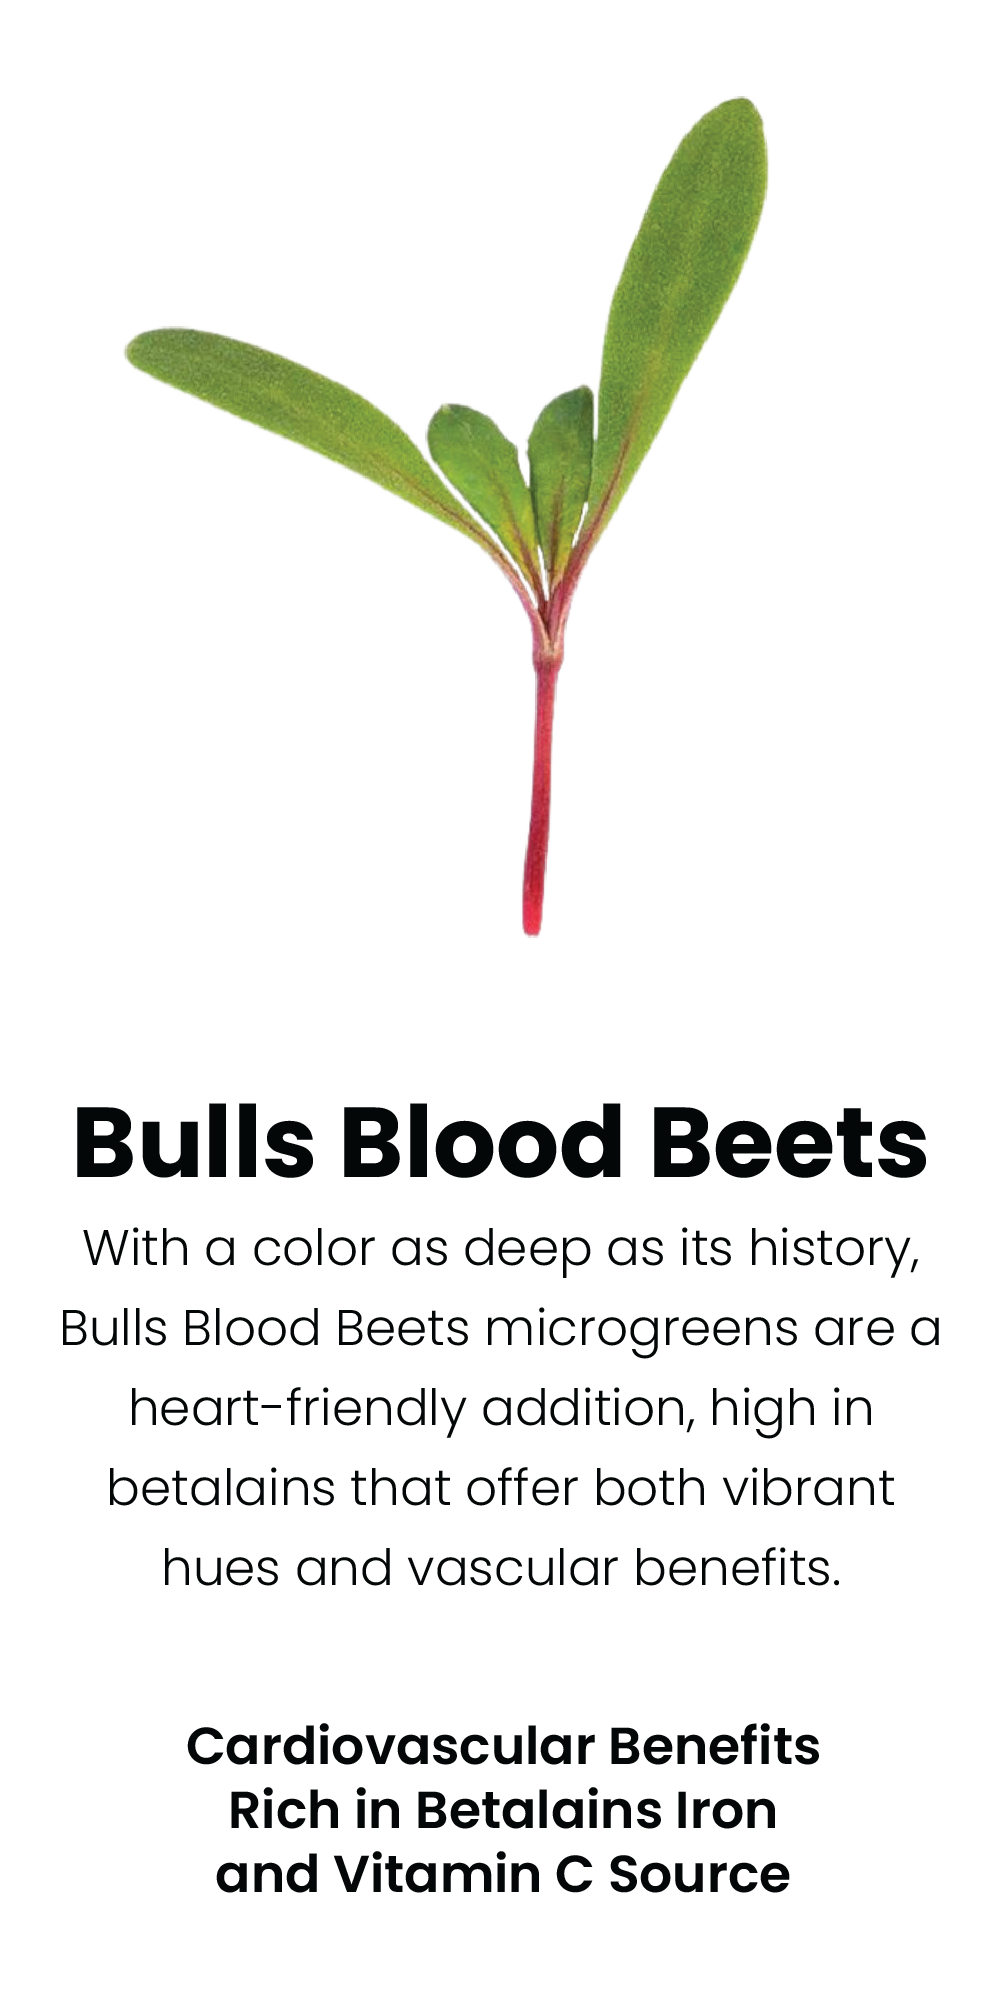 Bulls Blood Beets
With a color as deep as its history,
Bulls Blood Beets microgreens are a
heart-friendly addition, high in
betalains that offer both vibrant
hues and vascular benefits.
Cardiovascular Benefits
Rich in Betalains Iron
and Vitamin C Source